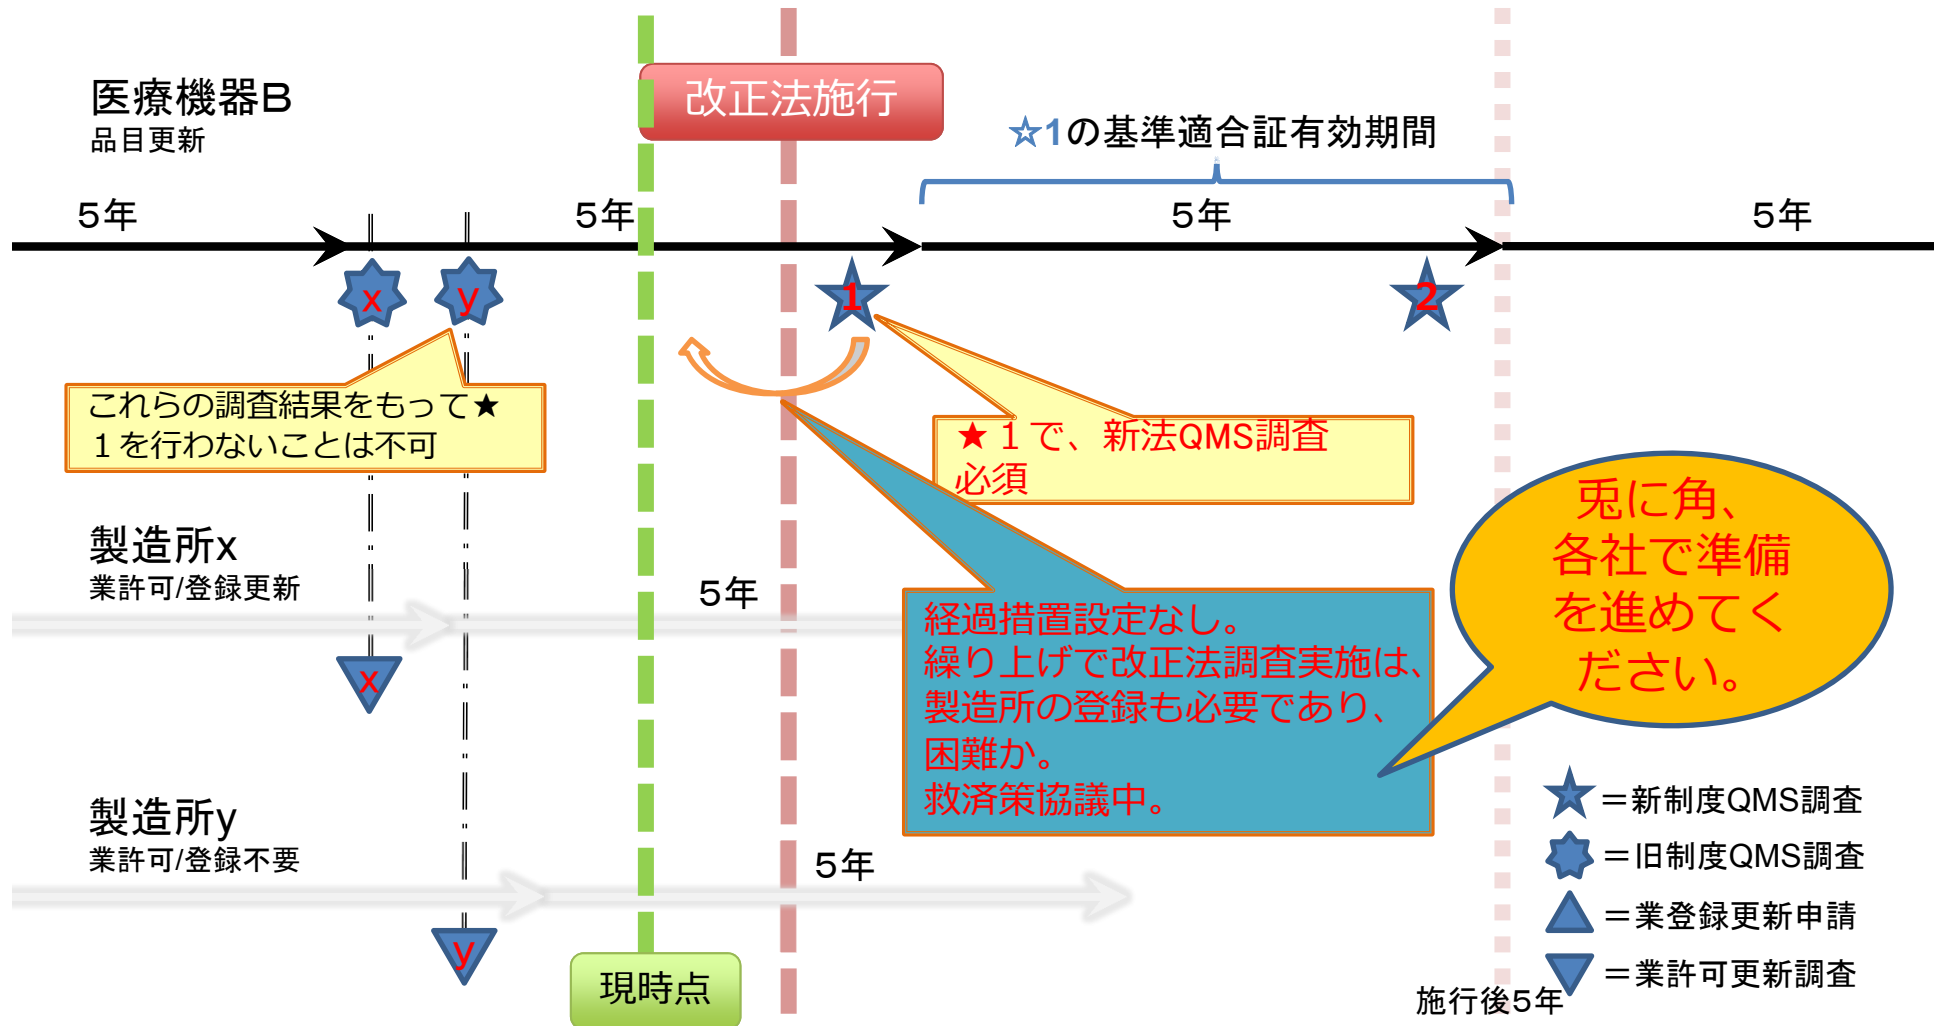 医療機器B
品目更新
改正法施行
☆1の基準適合証有効期間
5年
5年
5年
5年
x
y
1
2
これらの調査結果をもって★
１を行わないことは不可
★１で、新法QMS調査
必須
製造所x
業許可/登録更新
5年
x
経過措置設定なし。
繰り上げで改正法調査実施は、
製造所の登録も必要であり、
困難か。
救済策協議中。
兎に角、
各社で準備
を進めてく
ださい。
製造所y
業許可/登録不要
5年
y
現時点
施行後5年
＝新制度QMS調査
＝旧制度QMS調査
＝業登録更新申請
＝業許可更新調査